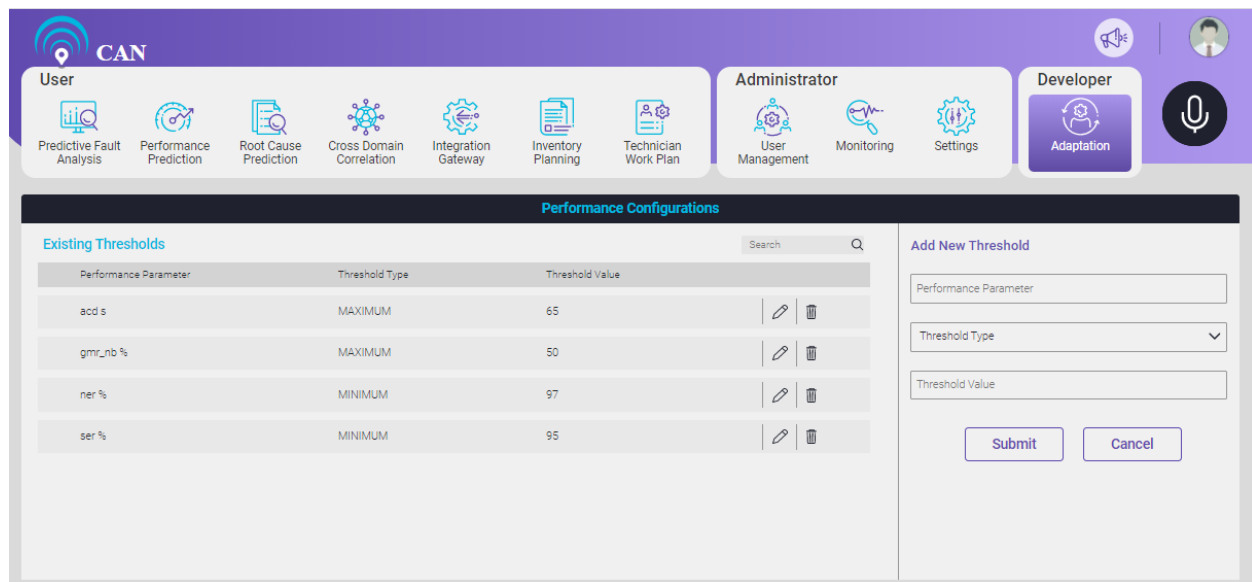 CAN
User
Administrator
Developer
Predictive Fault
Analysis
Performance
Prediction
Root Cause
Prediction
Cross Domain
Correlation
Integration
Gateway
Inventory
Planning
Technician
Work Plan
User
Management
Monitoring
Settings
Adaptation
Performance Configurations
Existing Thresholds
Search
Performance Parameter Threshold Type Threshold Value
acd s MAXIMUM 65
gmr_nb % MAXIMUM 50
ner % MINIMUM 97
ser % MINIMUM 95
Add New Threshold
Performance Parameter
Threshold Type
Threshold Value
Submit Cancel